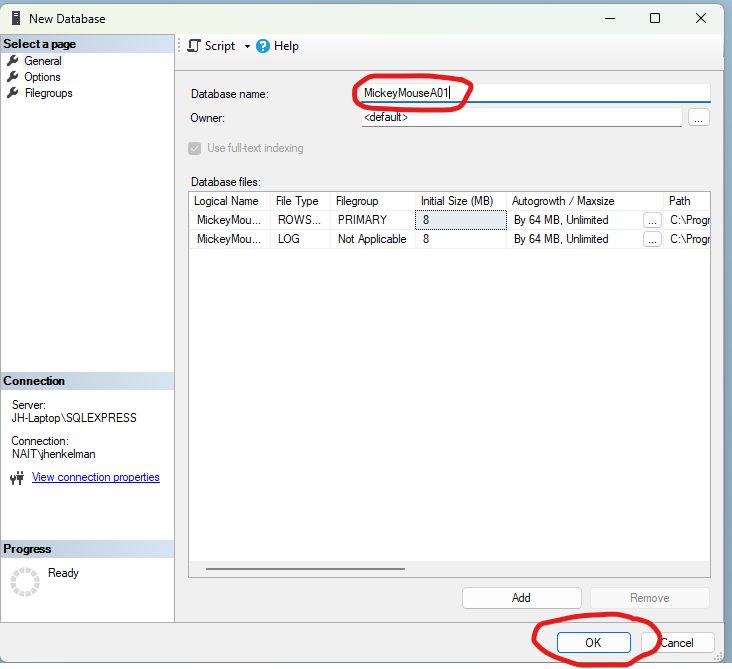 New Database
Select a page
General
Options
Filegroups
Script Help
Database name: MickeyMouseA01
Owner: <default> ...
Use full-text indexing
Database files:
Logical Name File Type Filegroup Initial Size (MB) Autogrowth / Maxsize Path
MickeyMou... ROWS... PRIMARY 8 By 64 MB, Unlimited ... C:\Progr
MickeyMou... LOG Not Applicable 8 By 64 MB, Unlimited ... C:\Progr
Connection
Server:
JH-Laptop\SQLEXPRESS
Connection:
NAIT\jhenkelman
View connection properties
Progress
Ready
Add Remove
OK Cancel